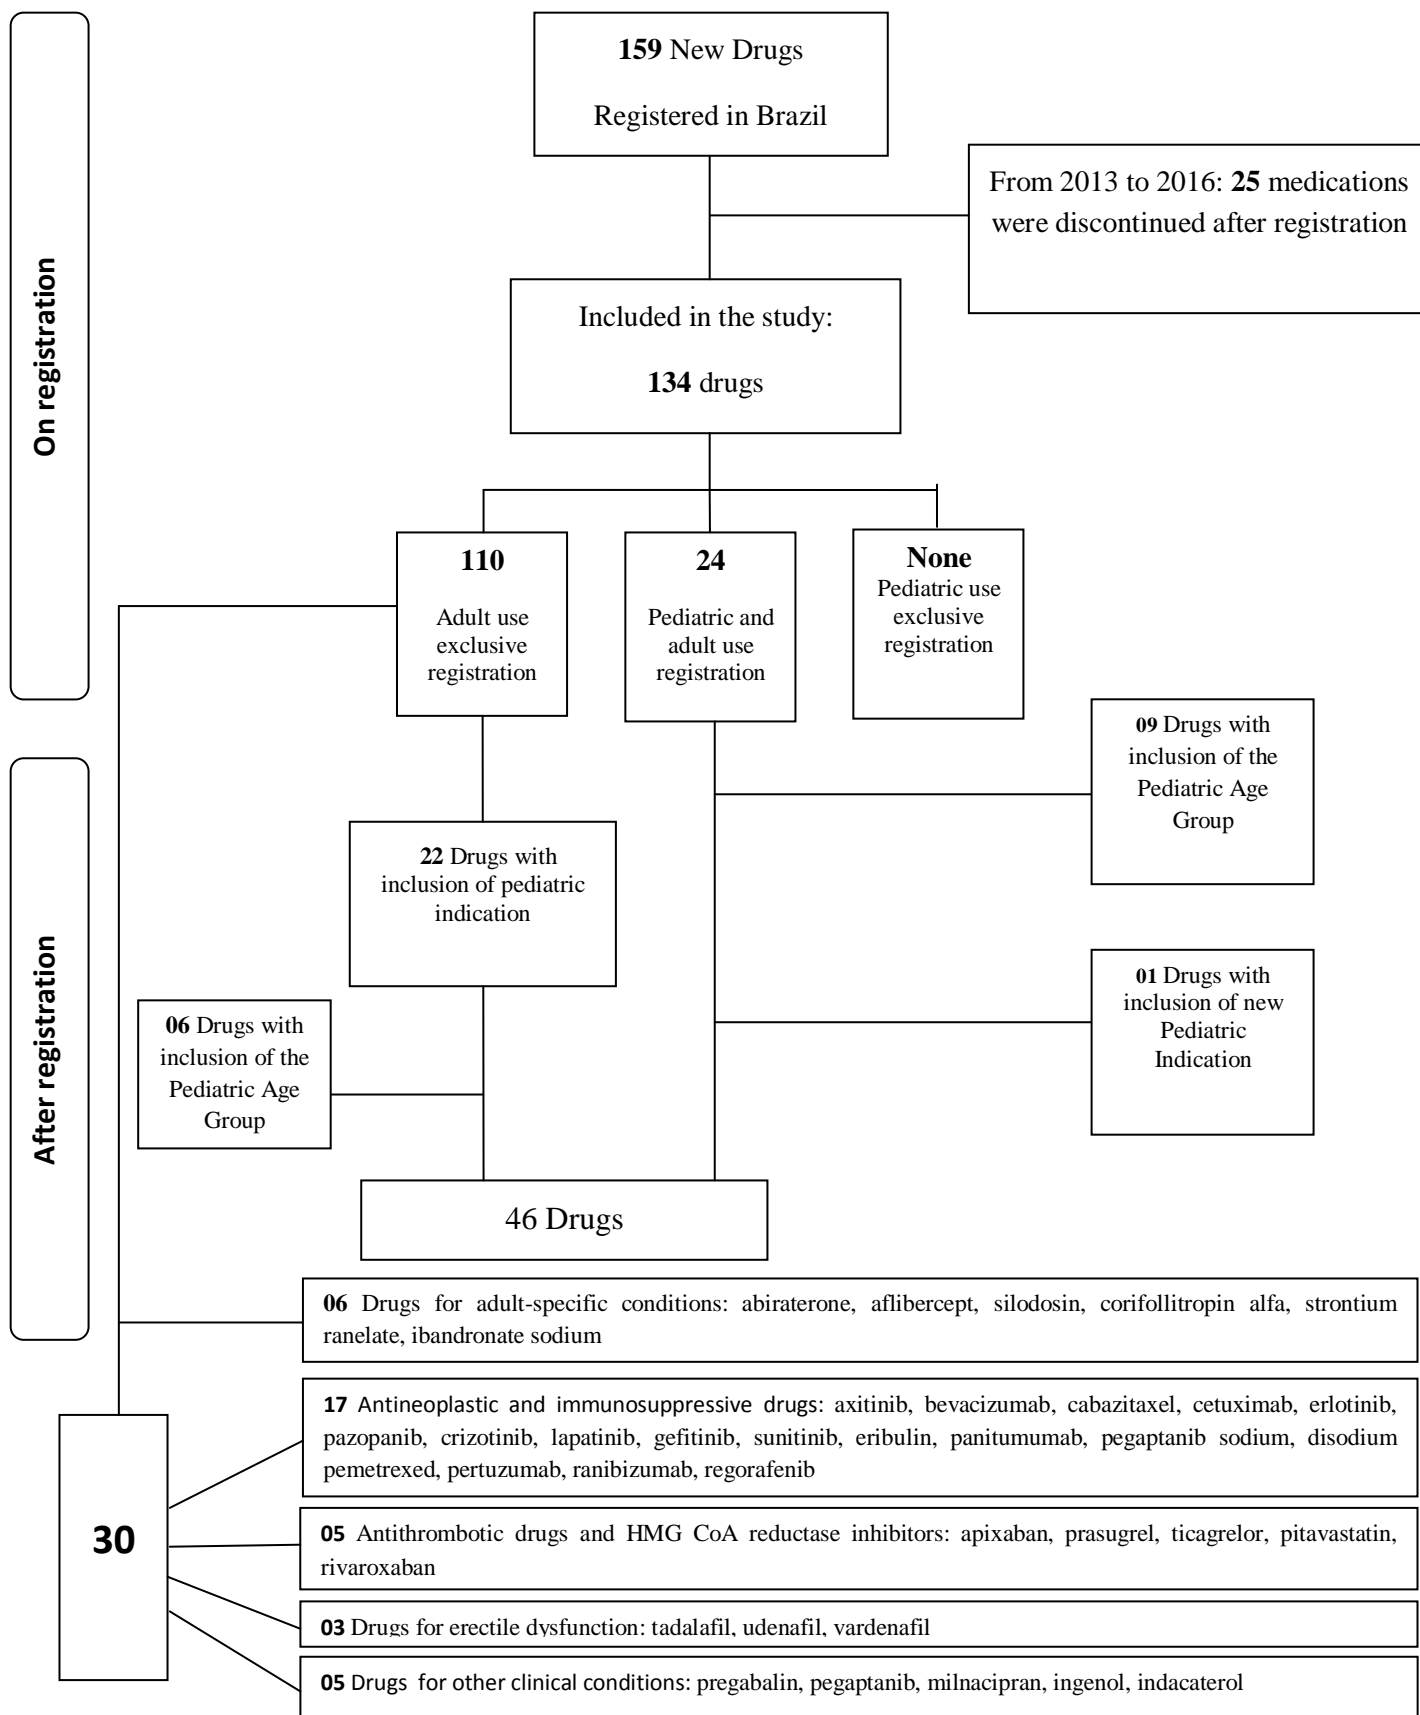 159 New Drugs
Registered in Brazil
From 2013 to 2016: 25 medications
were discontinued after registration
On registration
Included in the study:
134 drugs
110
Adult use
exclusive
registration
24
Pediatric and
adult use
registration
None
Pediatric use
exclusive
registration
09 Drugs with
inclusion of the
Pediatric Age
Group
After registration
22 Drugs with
inclusion of pediatric
indication
01 Drugs with
inclusion of new
Pediatric
Indication
06 Drugs with
inclusion of the
Pediatric Age
Group
46 Drugs
06 Drugs for adult-specific conditions: abiraterone, aflibercept, silodosin, corifollitropin alfa, strontium
ranelate, ibandronate sodium
17 Antineoplastic and immunosuppressive drugs: axitinib, bevacizumab, cabazitaxel, cetuximab, erlotinib,
pazopanib, crizotinib, lapatinib, gefitinib, sunitinib, eribulin, panitumumab, pegaptanib sodium, disodium
pemetrexed, pertuzumab, ranibizumab, regorafenib
30
05 Antithrombotic drugs and HMG CoA reductase inhibitors: apixaban, prasugrel, ticagrelor, pitavastatin,
rivaroxaban
03 Drugs for erectile dysfunction: tadalafil, udenafil, vardenafil
05 Drugs for other clinical conditions: pregabalin, pegaptanib, milnacipran, ingenol, indacaterol